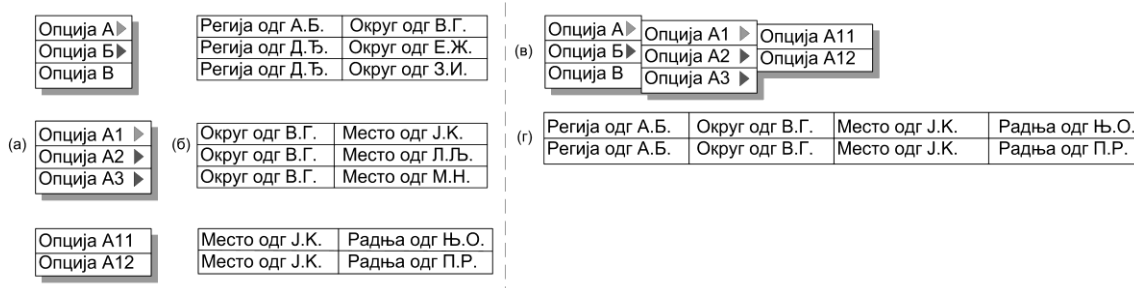 Опција А
Опција Б
Опција В
Регија одг А.Б. Округ одг В.Г.
Регија одг Д.Ђ. Округ одг Е.Ж.
Регија одг Д.Ђ. Округ одг З.И.
(а)
Опција А1
Опција А2
Опција А3
(б)
Округ одг В.Г. Место одг Ј.К.
Округ одг В.Г. Место одг Л.Љ.
Округ одг В.Г. Место одг М.Н.
Опција А11
Опција А12
Место одг Ј.К. Радња одг Њ.О.
Место одг Ј.К. Радња одг П.Р.
(в)
Опција А
Опција Б
Опција В
Опција А1
Опција А2
Опција А3
Опција А11
Опција А12
(г)
Регија одг А.Б. Округ одг В.Г. Место одг Ј.К. Радња одг Њ.О.
Регија одг А.Б. Округ одг В.Г. Место одг Ј.К. Радња одг П.Р.